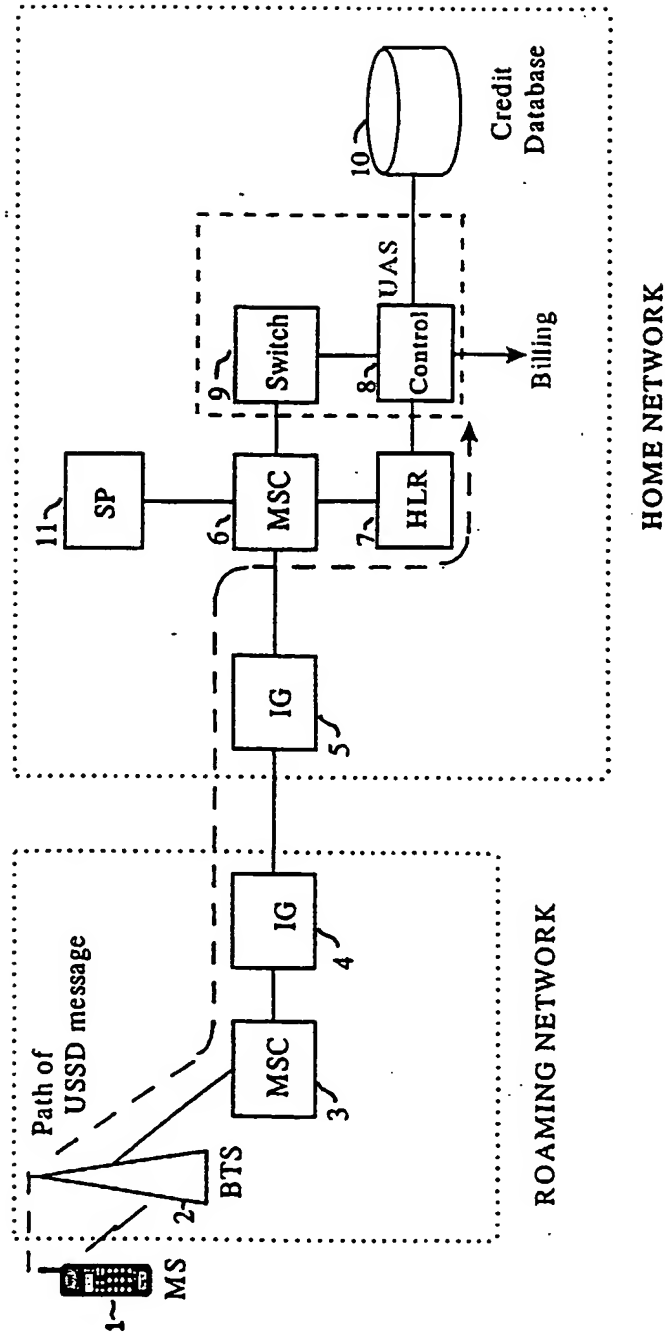 Path of
USSD message
1
MS
2
BTS
3
MSC
4
IG
ROAMING NETWORK
5
IG
6
MSC
11
SP
7
HLR
9
Switch
8
Control
UAS
Billing
10
Credit
Database
HOME NETWORK